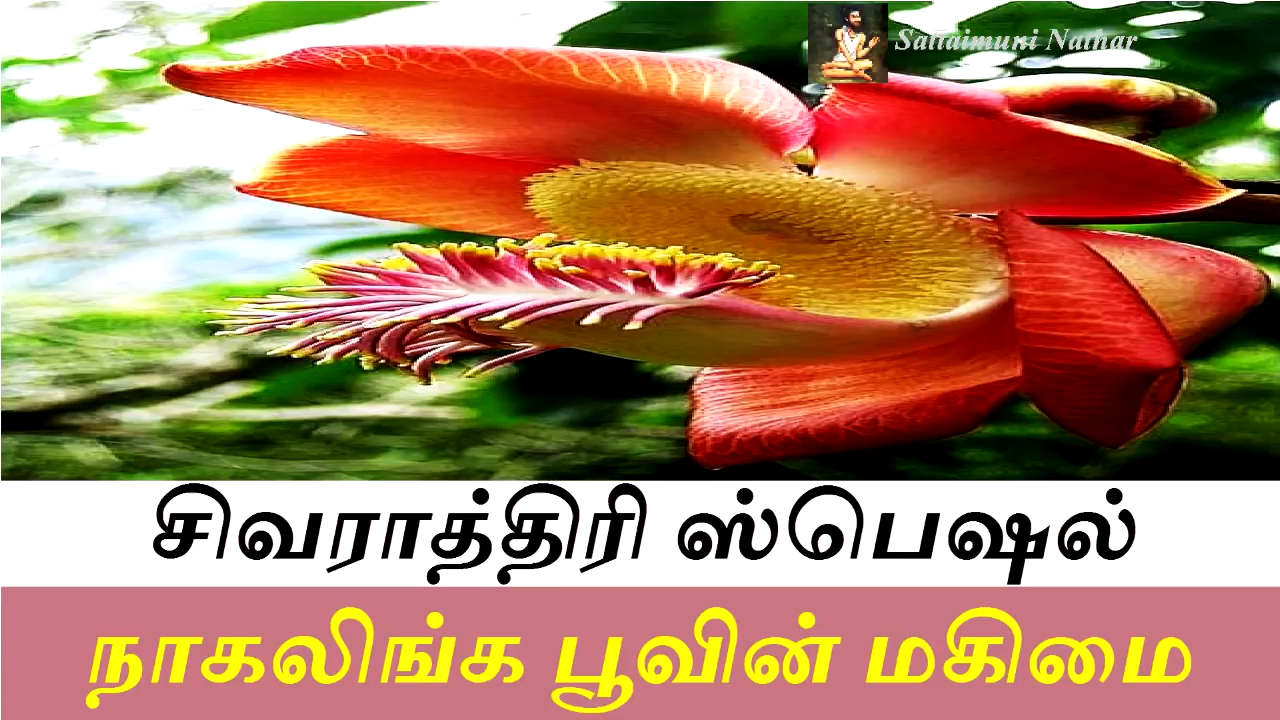 Sattaimuni Nathar
சிவராத்திரி ஸ்பெஷல்
நாகலிங்க பூவின் மகிமை